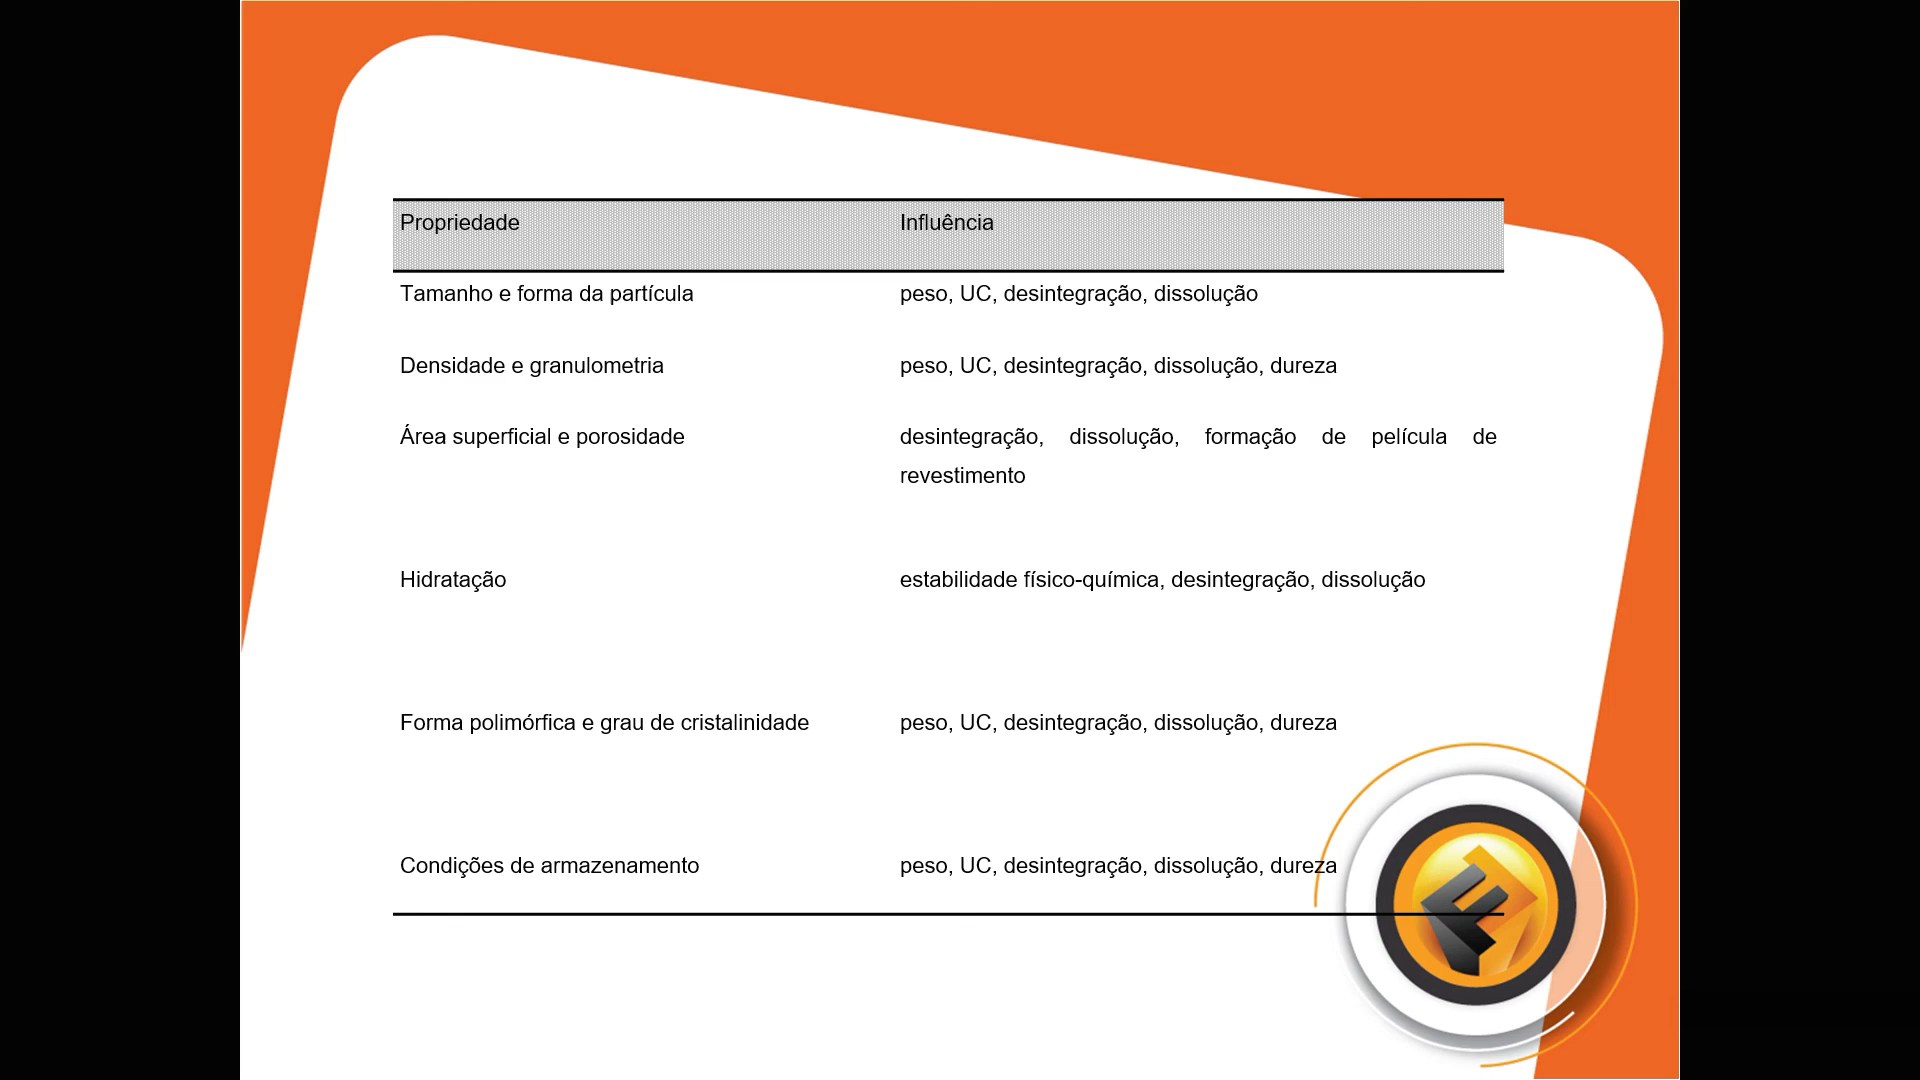 Propriedade Influência
Tamanho e forma da partícula peso, UC, desintegração, dissolução
Densidade e granulometria peso, UC, desintegração, dissolução, dureza
Área superficial e porosidade desintegração, dissolução, formação de película de
revestimento
Hidratação estabilidade físico-química, desintegração, dissolução
Forma polimórfica e grau de cristalinidade peso, UC, desintegração, dissolução, dureza
Condições de armazenamento peso, UC, desintegração, dissolução, dureza